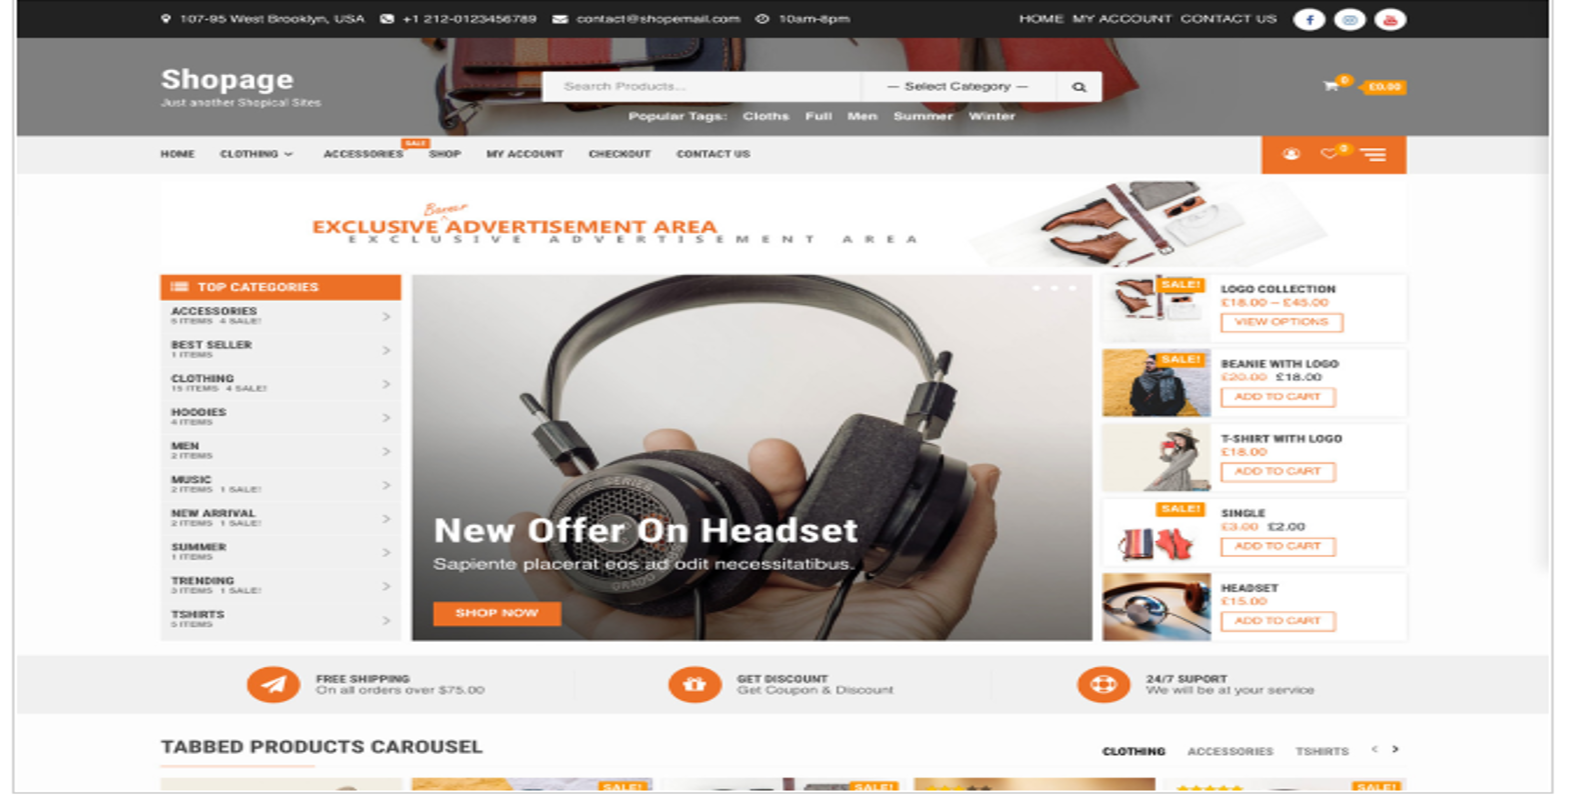 107-95 West Brooklyn, USA +1 212-0123456789 contact@shopemail.com 10am-8pm HOME MY ACCOUNT CONTACT US
Shopage
Just another Shopical Sites
Search Products... — Select Category —
0 £0.00
Popular Tags: Cloths Full Men Summer Winter
SALE
HOME CLOTHING ACCESSORIES SHOP MY ACCOUNT CHECKOUT CONTACT US
0
Banner
EXCLUSIVE ADVERTISEMENT AREA
EXCLUSIVE ADVERTISEMENT AREA
TOP CATEGORIES
ACCESSORIES
5 ITEMS 4 SALE!
BEST SELLER
1 ITEMS
CLOTHING
15 ITEMS 4 SALE!
HOODIES
4 ITEMS
MEN
2 ITEMS
MUSIC
2 ITEMS 1 SALE!
NEW ARRIVAL
2 ITEMS 1 SALE!
SUMMER
1 ITEMS
TRENDING
3 ITEMS 1 SALE!
TSHIRTS
5 ITEMS
SERIES
GRADO
New Offer On Headset
Sapiente placerat eos ad odit necessitatibus.
SHOP NOW
SALE!
LOGO COLLECTION
£18.00 – £45.00
VIEW OPTIONS
SALE!
BEANIE WITH LOGO
£20.00 £18.00
ADD TO CART
T-SHIRT WITH LOGO
£18.00
ADD TO CART
SALE!
SINGLE
£3.00 £2.00
ADD TO CART
HEADSET
£15.00
ADD TO CART
FREE SHIPPING
On all orders over $75.00
GET DISCOUNT
Get Coupon & Discount
24/7 SUPORT
We will be at your service
TABBED PRODUCTS CAROUSEL
CLOTHING ACCESSORIES TSHIRTS
SALE! SALE! SALE!